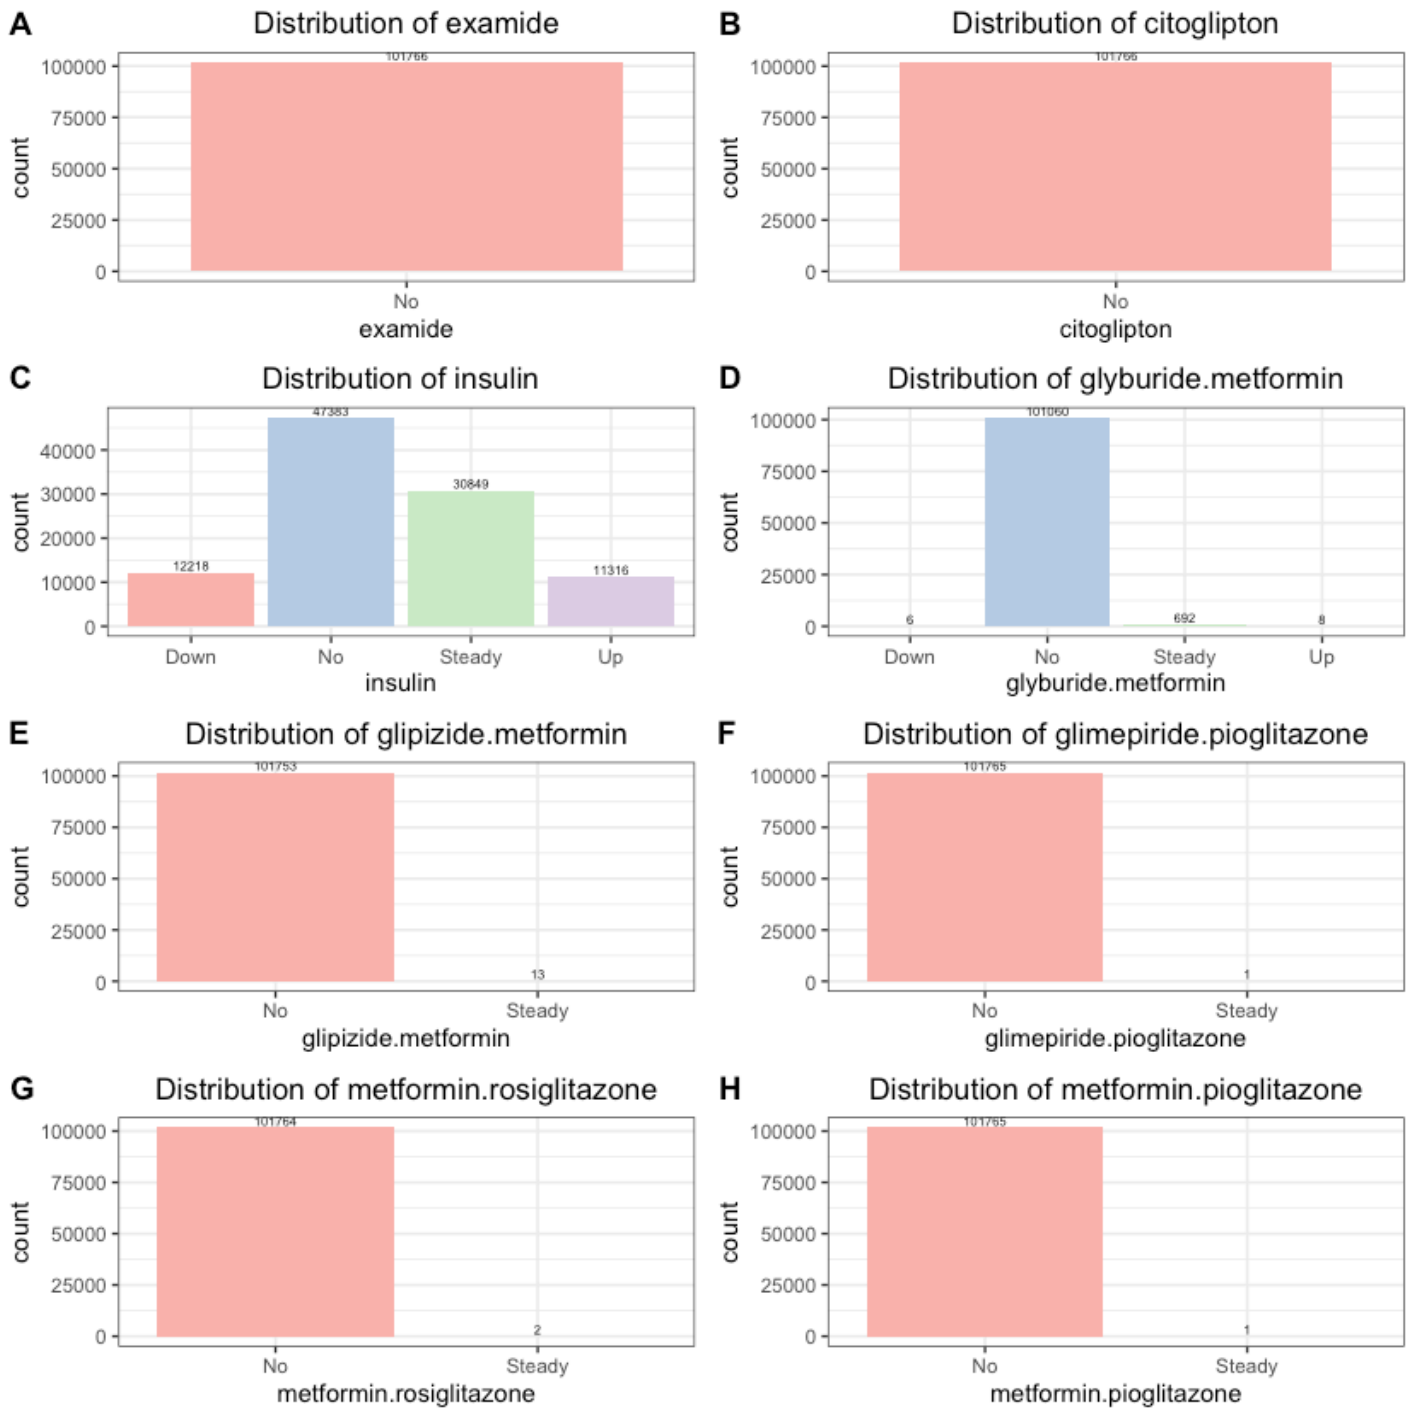 A Distribution of examide
101766
100000
75000
50000
25000
0
count
No
examide
B Distribution of citoglipton
101766
100000
75000
50000
25000
0
count
No
citoglipton
C Distribution of insulin
47383
30849
12218
11316
40000
30000
20000
10000
0
count
Down No Steady Up
insulin
D Distribution of glyburide.metformin
101060
6
692
8
100000
75000
50000
25000
0
count
Down No Steady Up
glyburide.metformin
E Distribution of glipizide.metformin
101753
13
100000
75000
50000
25000
0
count
No Steady
glipizide.metformin
F Distribution of glimepiride.pioglitazone
101765
1
100000
75000
50000
25000
0
count
No Steady
glimepiride.pioglitazone
G Distribution of metformin.rosiglitazone
101764
2
100000
75000
50000
25000
0
count
No Steady
metformin.rosiglitazone
H Distribution of metformin.pioglitazone
101765
1
100000
75000
50000
25000
0
count
No Steady
metformin.pioglitazone